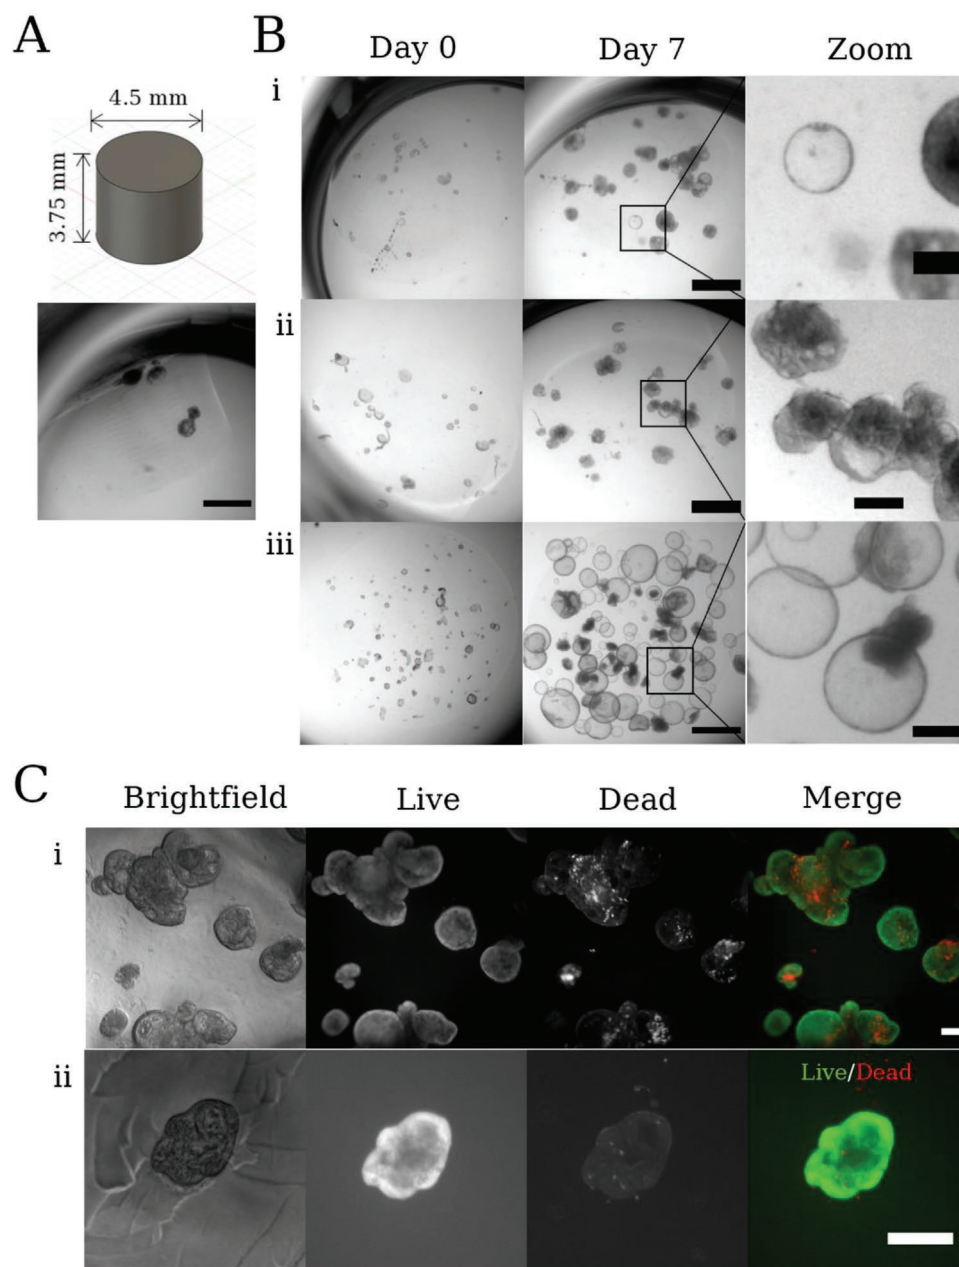 A
4.5 mm
3.75 mm
B
Day 0
Day 7
Zoom
i
ii
iii
C
Brightfield
Live
Dead
Merge
i
ii
Live/Dead